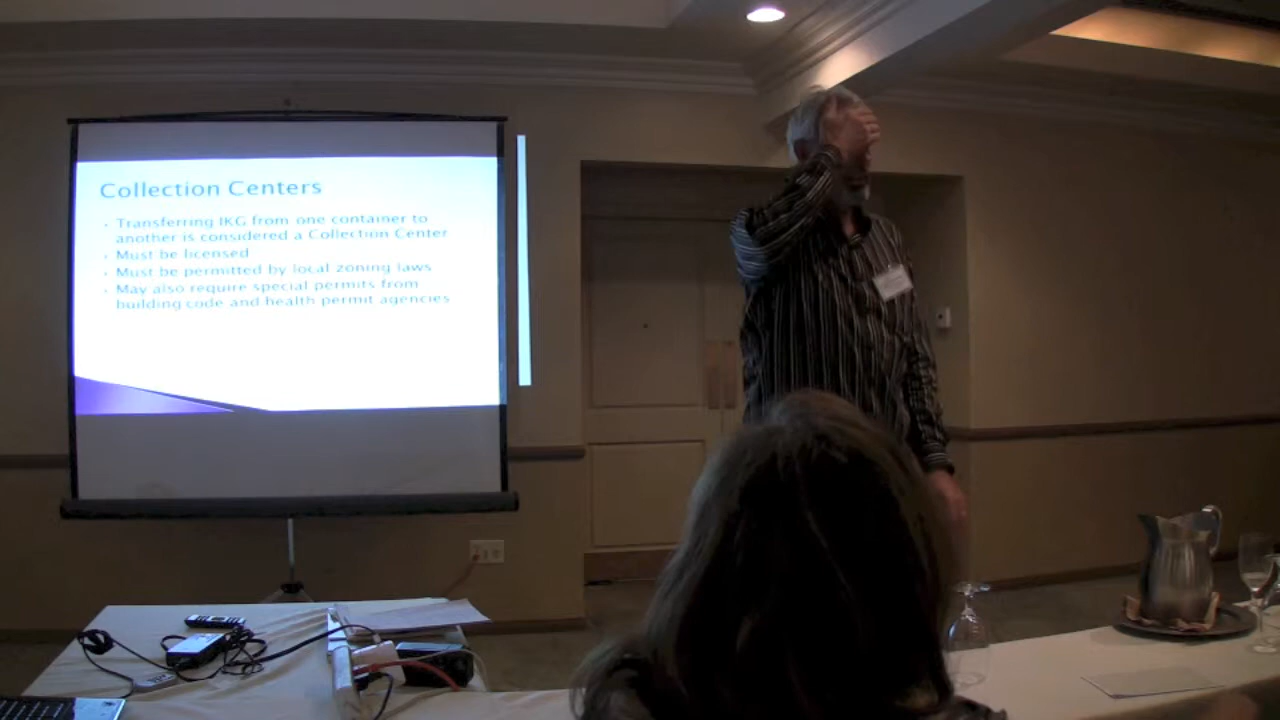 Collection Centers
• Transferring IKG from one container to
another is considered a Collection Center
• Must be licensed
• Must be permitted by local zoning laws
• May also require special permits from
building code and health permit agencies